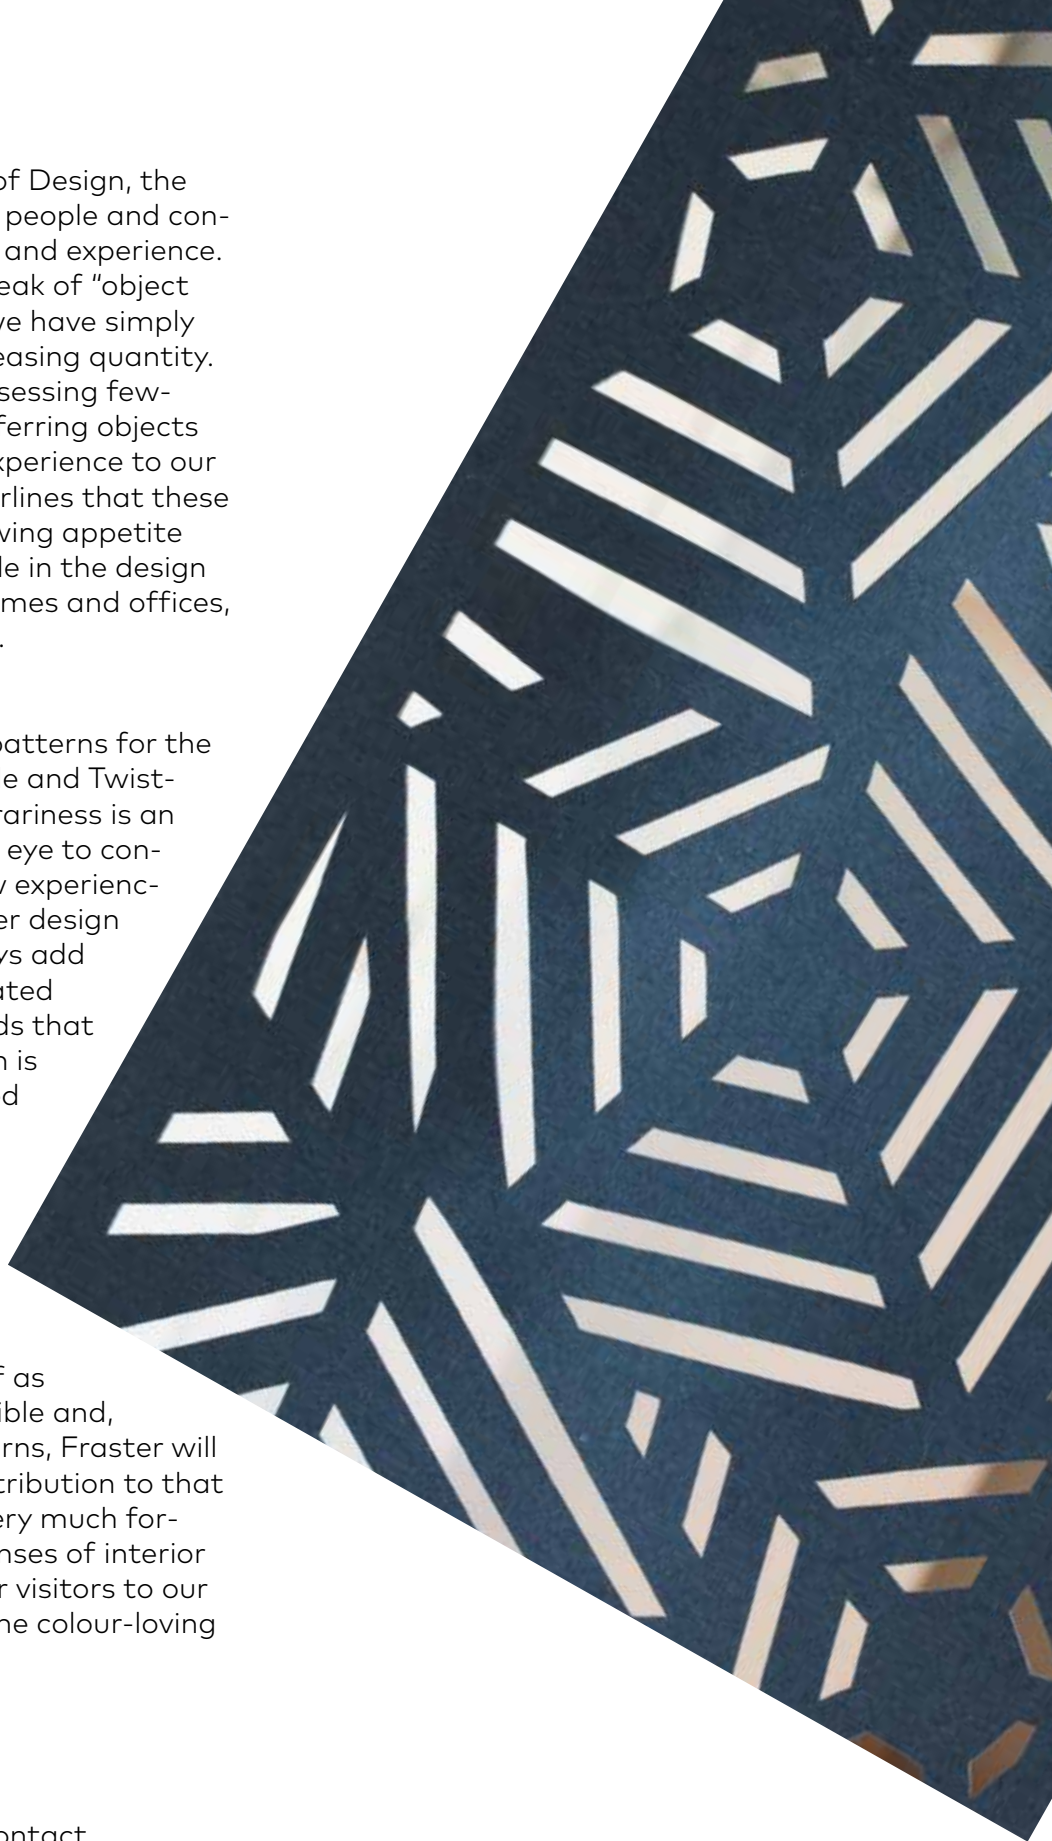 of Design, the
people and con-
and experience.
eak of “object
ve have simply
easing quantity.
sessing few-
ferring objects
xperience to our
rlines that these
wing appetite
le in the design
mes and offices,
.
patterns for the
e and Twist-
rariness is an
eye to con-
w experienc-
er design
ys add
ated
ds that
n is
d
f as
ible and,
rns, Fraster will
tribution to that
ery much for-
nses of interior
r visitors to our
he colour-loving
ontact